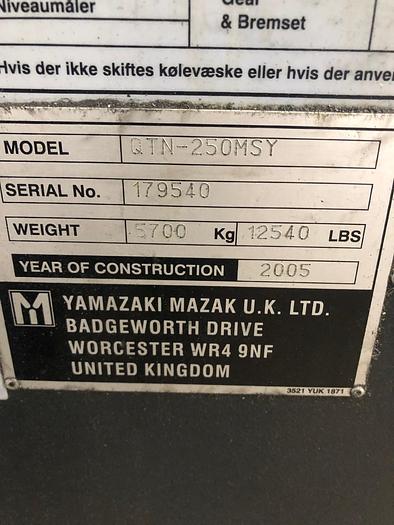 Niveaumåler
Gear
& Bremset
Hvis der ikke skiftes kølevæske eller hvis der anven
MODEL QTN-250MSY
SERIAL No. 179540
WEIGHT 5700 Kg 12540 LBS
YEAR OF CONSTRUCTION 2005
YAMAZAKI MAZAK U.K. LTD.
BADGEWORTH DRIVE
WORCESTER WR4 9NF
UNITED KINGDOM
3521 YUK 1871